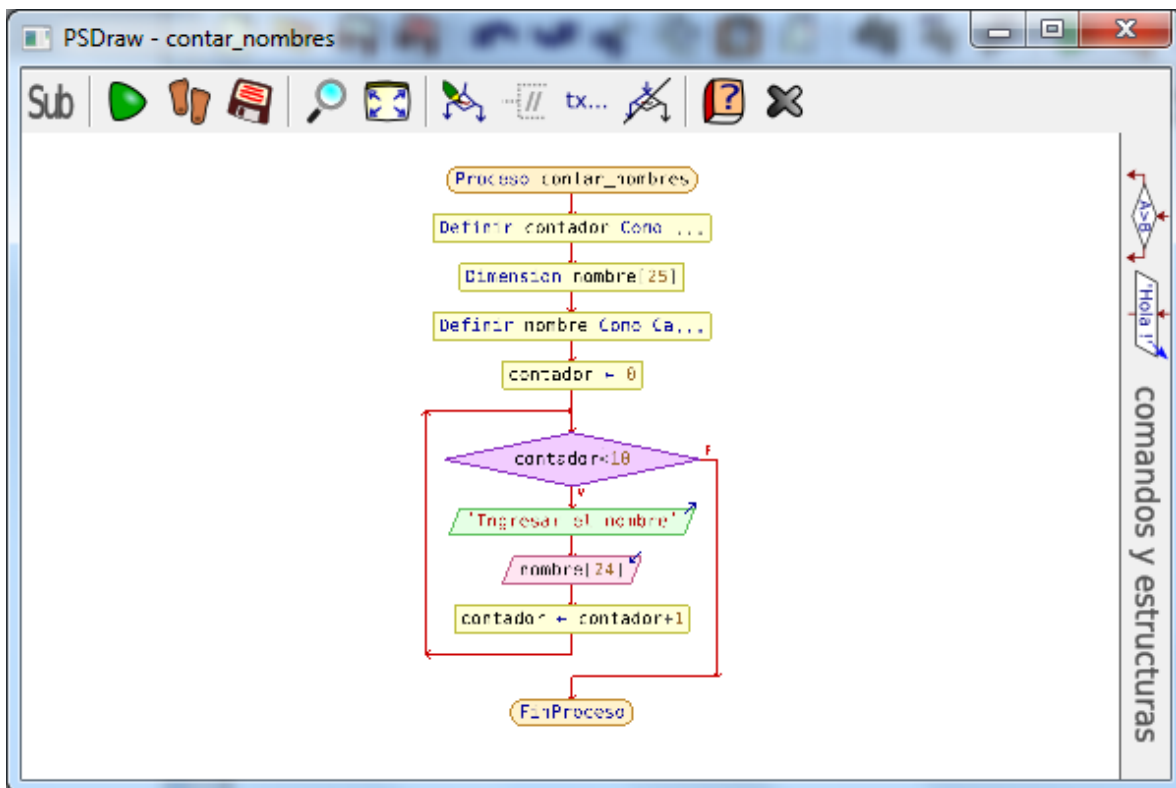 PSDraw - contar_nombres
Sub
tx...
Proceso contar_nombres
Definir contador Como ...
Dimension nombre[25]
Definir nombre Como Ca...
contador ← 0
contador<10
F
V
'Ingresar el nombre'
nombre[24]
contador ← contador+1
FinProceso
A>B
"Hola !"
comandos y estructuras